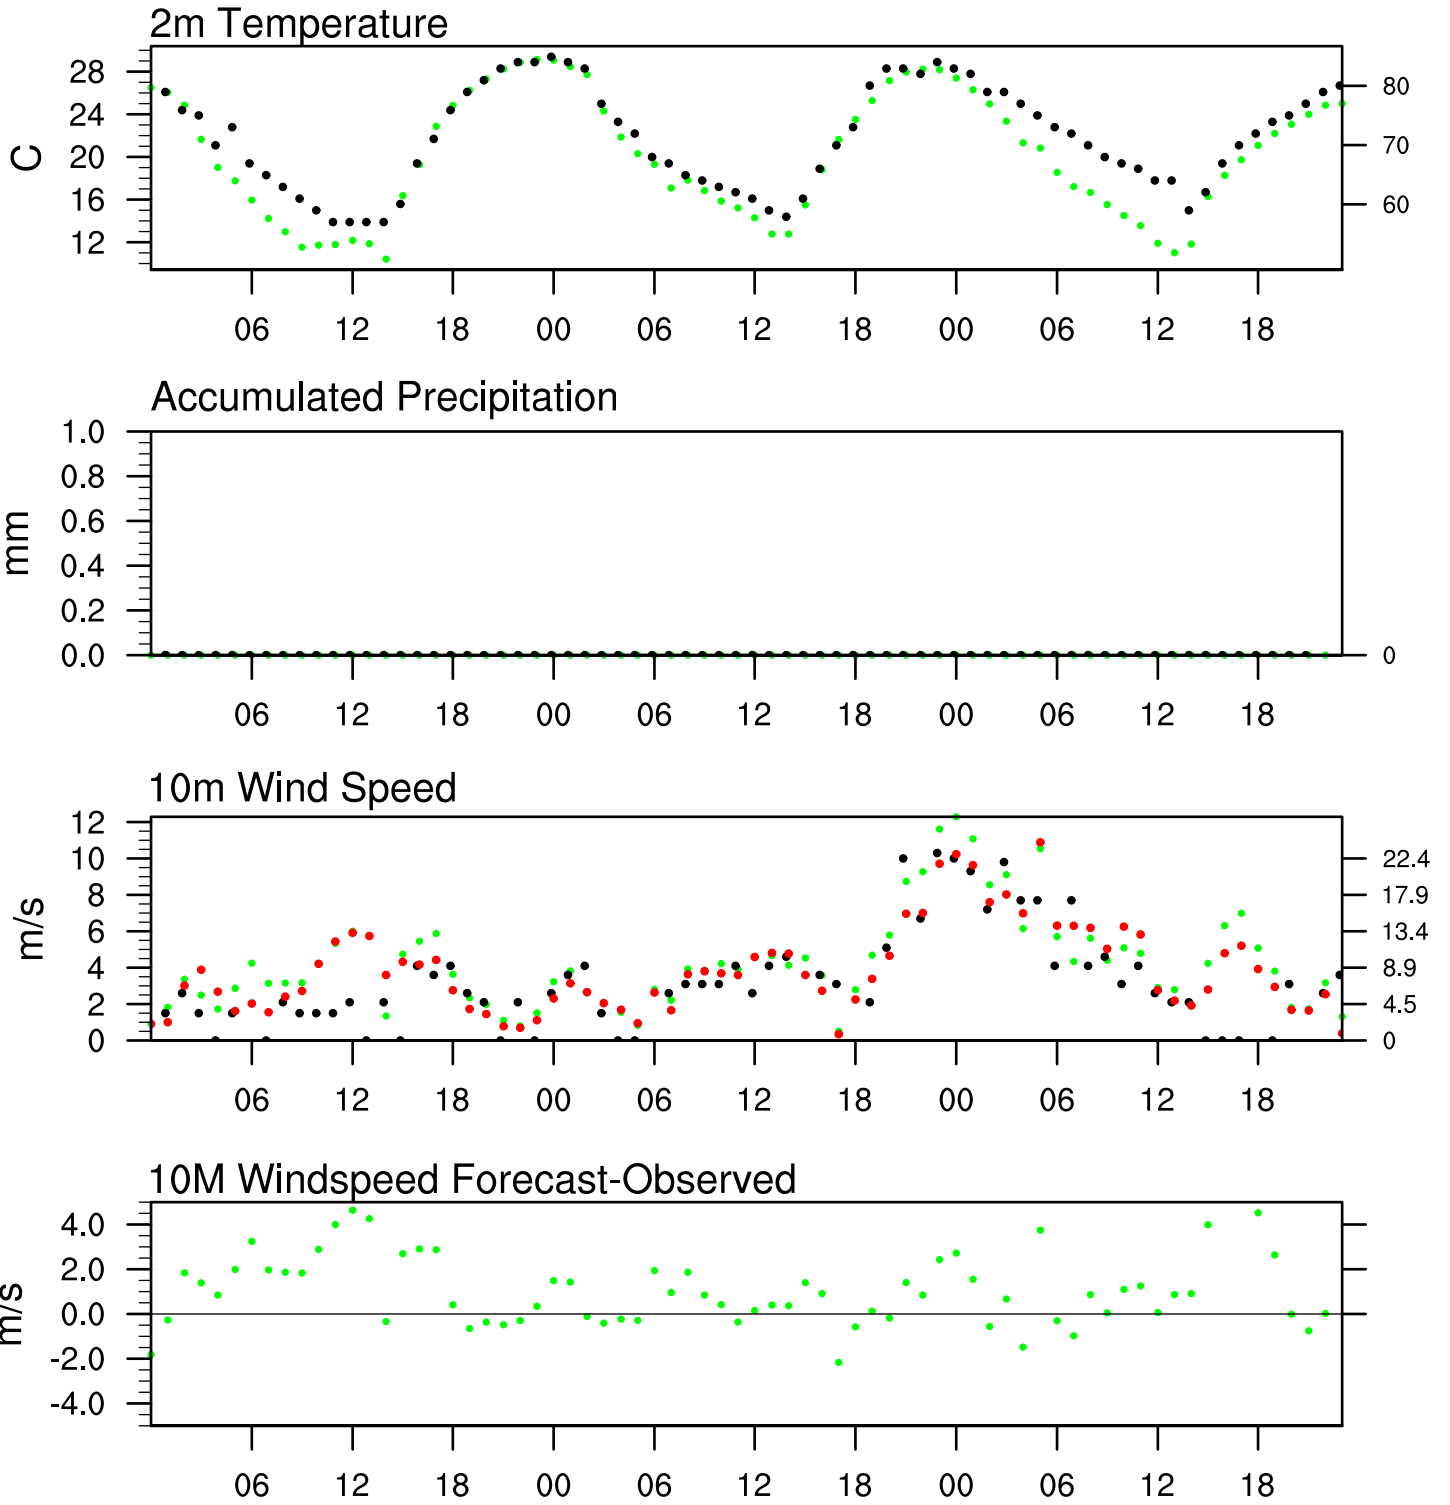 2m Temperature
28
24
20
16
12
C
80
70
60
06 12 18 00 06 12 18 00 06 12 18
Accumulated Precipitation
1.0
0.8
0.6
0.4
0.2
0.0
mm
0
06 12 18 00 06 12 18 00 06 12 18
10m Wind Speed
12
10
8
6
4
2
0
m/s
22.4
17.9
13.4
8.9
4.5
0
06 12 18 00 06 12 18 00 06 12 18
10M Windspeed Forecast-Observed
4.0
2.0
0.0
-2.0
-4.0
m/s
06 12 18 00 06 12 18 00 06 12 18